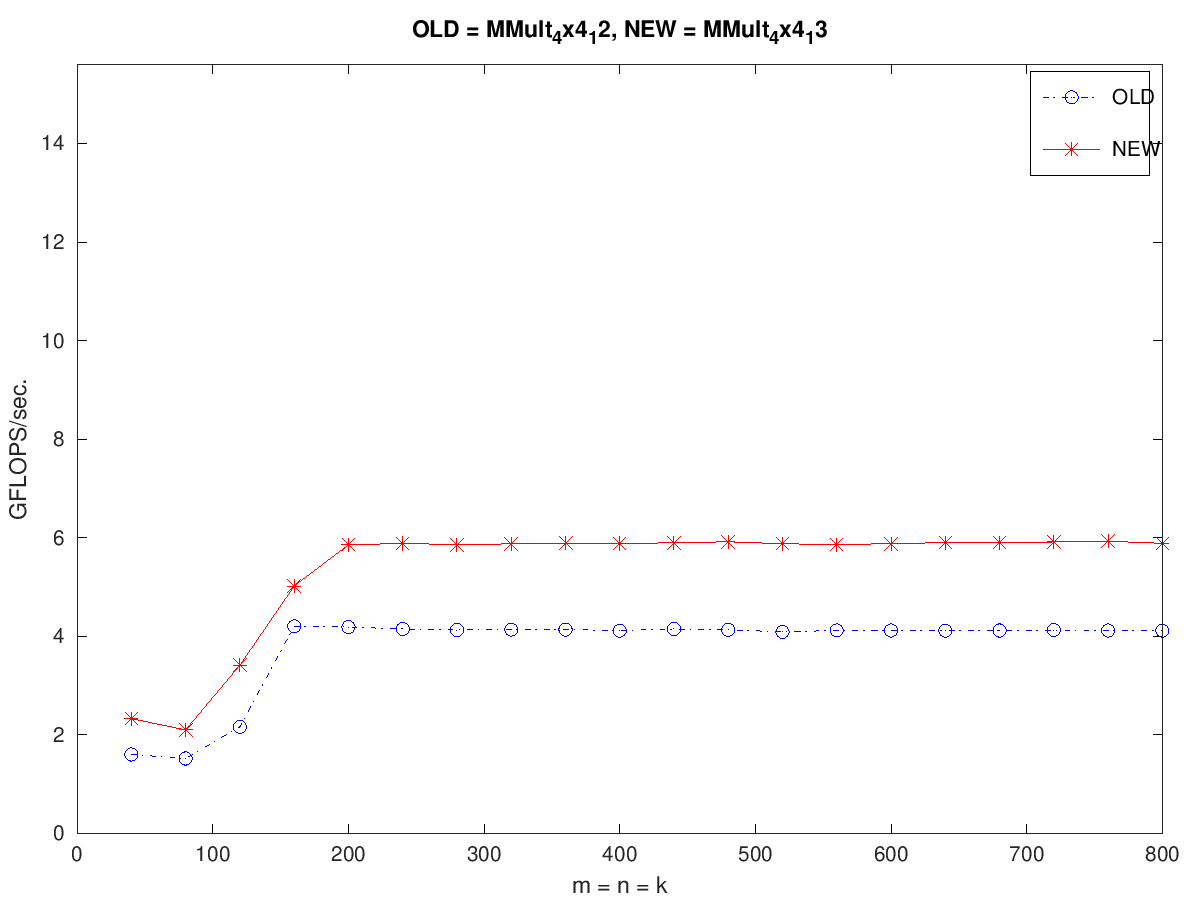 OLD = MMult₄x4₁2, NEW = MMult₄x4₁3
OLD
NEW
14
12
10
8
6
4
2
0
GFLOPS/sec.
0 100 200 300 400 500 600 700 800
m = n = k